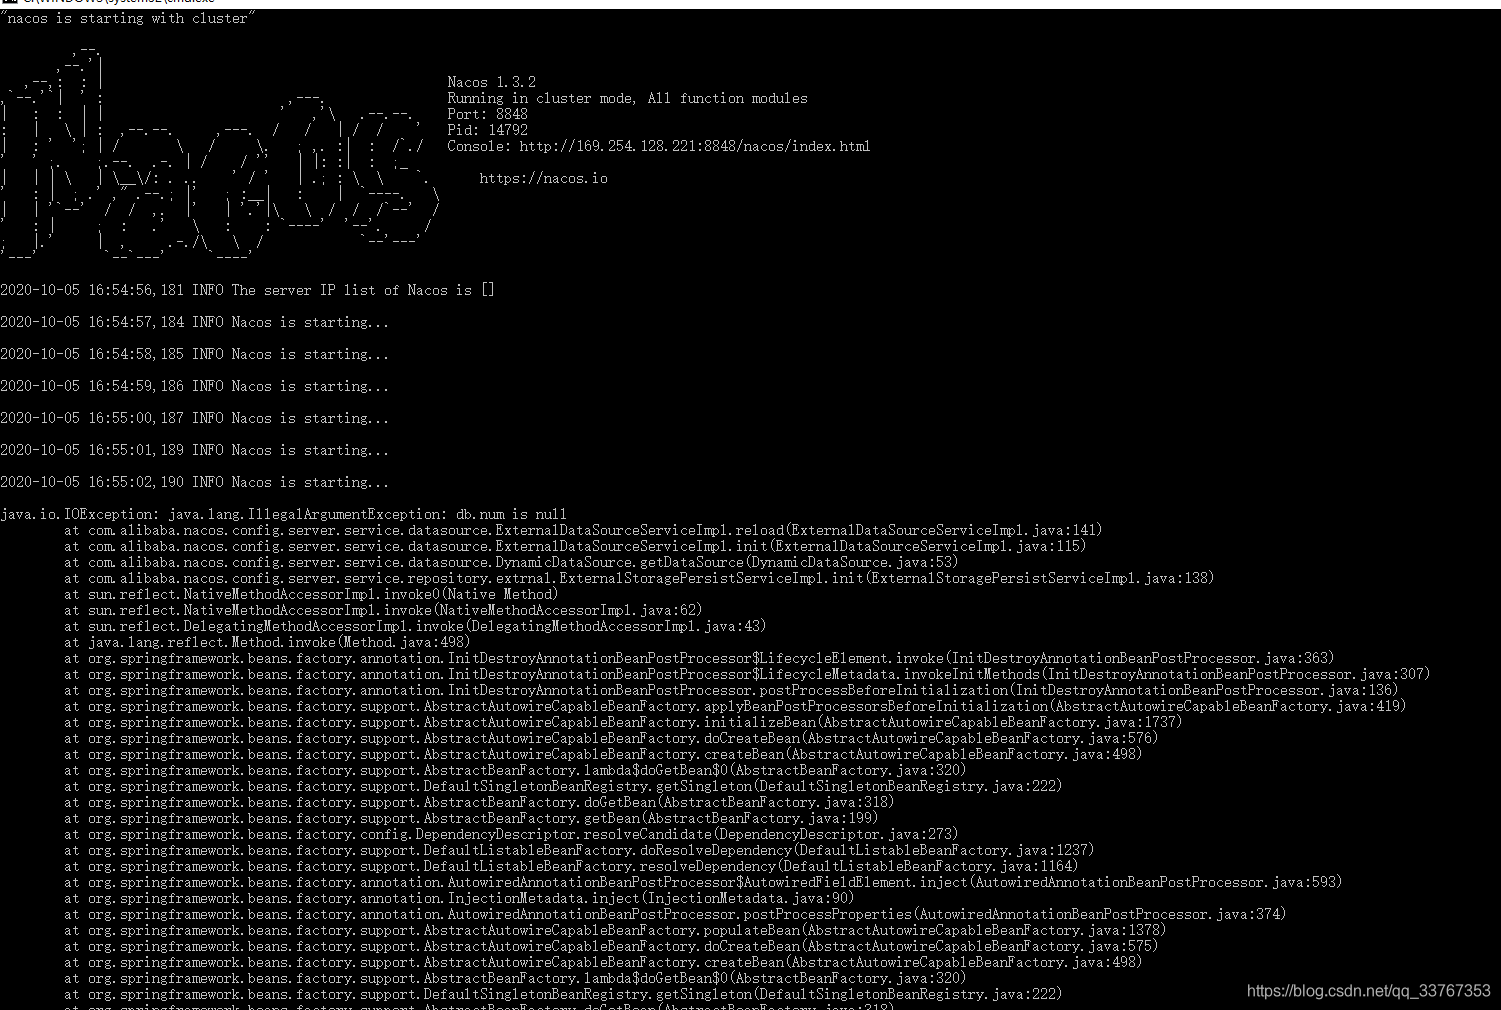 C:\WINDOWS\system32\cmd.exe
"nacos is starting with cluster"
Nacos 1.3.2
Running in cluster mode, All function modules
Port: 8848
Pid: 14792
Console: http://169.254.128.221:8848/nacos/index.html
https://nacos.io
2020-10-05 16:54:56,181 INFO The server IP list of Nacos is []
2020-10-05 16:54:57,184 INFO Nacos is starting...
2020-10-05 16:54:58,185 INFO Nacos is starting...
2020-10-05 16:54:59,186 INFO Nacos is starting...
2020-10-05 16:55:00,187 INFO Nacos is starting...
2020-10-05 16:55:01,189 INFO Nacos is starting...
2020-10-05 16:55:02,190 INFO Nacos is starting...
java.io.IOException: java.lang.IllegalArgumentException: db.num is null
at com.alibaba.nacos.config.server.service.datasource.ExternalDataSourceServiceImpl.reload(ExternalDataSourceServiceImpl.java:141)
at com.alibaba.nacos.config.server.service.datasource.ExternalDataSourceServiceImpl.init(ExternalDataSourceServiceImpl.java:115)
at com.alibaba.nacos.config.server.service.datasource.DynamicDataSource.getDataSource(DynamicDataSource.java:53)
at com.alibaba.nacos.config.server.service.repository.extrnal.ExternalStoragePersistServiceImpl.init(ExternalStoragePersistServiceImpl.java:138)
at sun.reflect.NativeMethodAccessorImpl.invoke0(Native Method)
at sun.reflect.NativeMethodAccessorImpl.invoke(NativeMethodAccessorImpl.java:62)
at sun.reflect.DelegatingMethodAccessorImpl.invoke(DelegatingMethodAccessorImpl.java:43)
at java.lang.reflect.Method.invoke(Method.java:498)
at org.springframework.beans.factory.annotation.InitDestroyAnnotationBeanPostProcessor$LifecycleElement.invoke(InitDestroyAnnotationBeanPostProcessor.java:363)
at org.springframework.beans.factory.annotation.InitDestroyAnnotationBeanPostProcessor$LifecycleMetadata.invokeInitMethods(InitDestroyAnnotationBeanPostProcessor.java:307)
at org.springframework.beans.factory.annotation.InitDestroyAnnotationBeanPostProcessor.postProcessBeforeInitialization(InitDestroyAnnotationBeanPostProcessor.java:136)
at org.springframework.beans.factory.support.AbstractAutowireCapableBeanFactory.applyBeanPostProcessorsBeforeInitialization(AbstractAutowireCapableBeanFactory.java:419)
at org.springframework.beans.factory.support.AbstractAutowireCapableBeanFactory.initializeBean(AbstractAutowireCapableBeanFactory.java:1737)
at org.springframework.beans.factory.support.AbstractAutowireCapableBeanFactory.doCreateBean(AbstractAutowireCapableBeanFactory.java:576)
at org.springframework.beans.factory.support.AbstractAutowireCapableBeanFactory.createBean(AbstractAutowireCapableBeanFactory.java:498)
at org.springframework.beans.factory.support.AbstractBeanFactory.lambda$doGetBean$0(AbstractBeanFactory.java:320)
at org.springframework.beans.factory.support.DefaultSingletonBeanRegistry.getSingleton(DefaultSingletonBeanRegistry.java:222)
at org.springframework.beans.factory.support.AbstractBeanFactory.doGetBean(AbstractBeanFactory.java:318)
at org.springframework.beans.factory.support.AbstractBeanFactory.getBean(AbstractBeanFactory.java:199)
at org.springframework.beans.factory.config.DependencyDescriptor.resolveCandidate(DependencyDescriptor.java:273)
at org.springframework.beans.factory.support.DefaultListableBeanFactory.doResolveDependency(DefaultListableBeanFactory.java:1237)
at org.springframework.beans.factory.support.DefaultListableBeanFactory.resolveDependency(DefaultListableBeanFactory.java:1164)
at org.springframework.beans.factory.annotation.AutowiredAnnotationBeanPostProcessor$AutowiredFieldElement.inject(AutowiredAnnotationBeanPostProcessor.java:593)
at org.springframework.beans.factory.annotation.InjectionMetadata.inject(InjectionMetadata.java:90)
at org.springframework.beans.factory.annotation.AutowiredAnnotationBeanPostProcessor.postProcessProperties(AutowiredAnnotationBeanPostProcessor.java:374)
at org.springframework.beans.factory.support.AbstractAutowireCapableBeanFactory.populateBean(AbstractAutowireCapableBeanFactory.java:1378)
at org.springframework.beans.factory.support.AbstractAutowireCapableBeanFactory.doCreateBean(AbstractAutowireCapableBeanFactory.java:575)
at org.springframework.beans.factory.support.AbstractAutowireCapableBeanFactory.createBean(AbstractAutowireCapableBeanFactory.java:498)
at org.springframework.beans.factory.support.AbstractBeanFactory.lambda$doGetBean$0(AbstractBeanFactory.java:320)
at org.springframework.beans.factory.support.DefaultSingletonBeanRegistry.getSingleton(DefaultSingletonBeanRegistry.java:222)
at org.springframework.beans.factory.support.AbstractBeanFactory.doGetBean(AbstractBeanFactory.java:318)
https://blog.csdn.net/qq_33767353